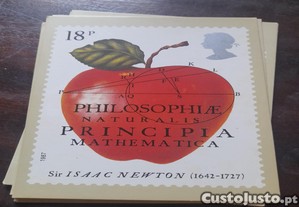 18P
PHILOSOPHIÆ
NATURALIS
PRINCIPIA
MATHEMATICA
1987
Sir ISAAC NEWTON (1642-1727)
CustoJusto.pt